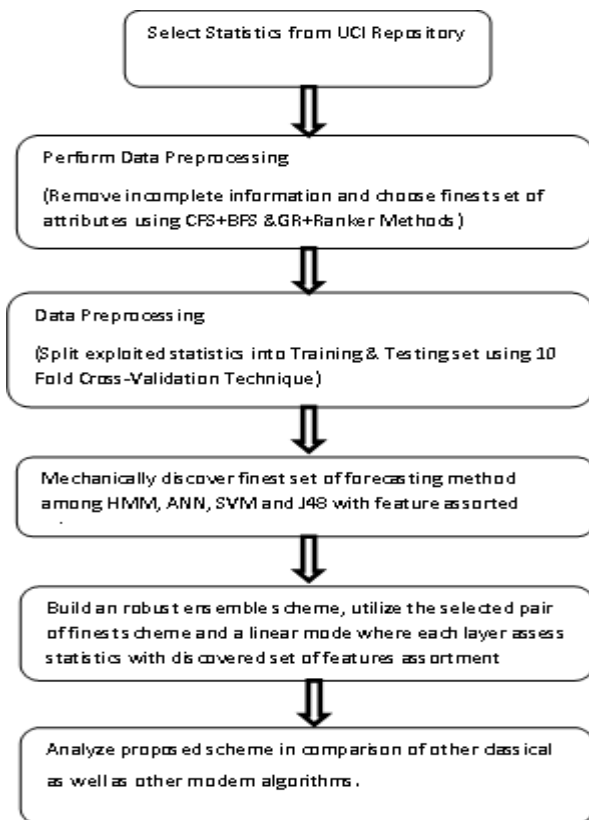 Select Statistics from UCI Repository
Perform Data Preprocessing
(Remove incomplete information and choose finest set of
attributes using CFS+BFS &GR+Ranker Methods)
Data Preprocessing
(Split exploited statistics into Training & Testing set using 10
Fold Cross-Validation Technique)
Mechanically discover finest set of forecasting method
among HMM, ANN, SVM and J48 with feature assorted
Build an robust ensemble scheme, utilize the selected pair
of finest scheme and a linear mode where each layer assess
statistics with discovered set of features assortment
Analyze proposed scheme in comparison of other classical
as well as other modern algorithms.